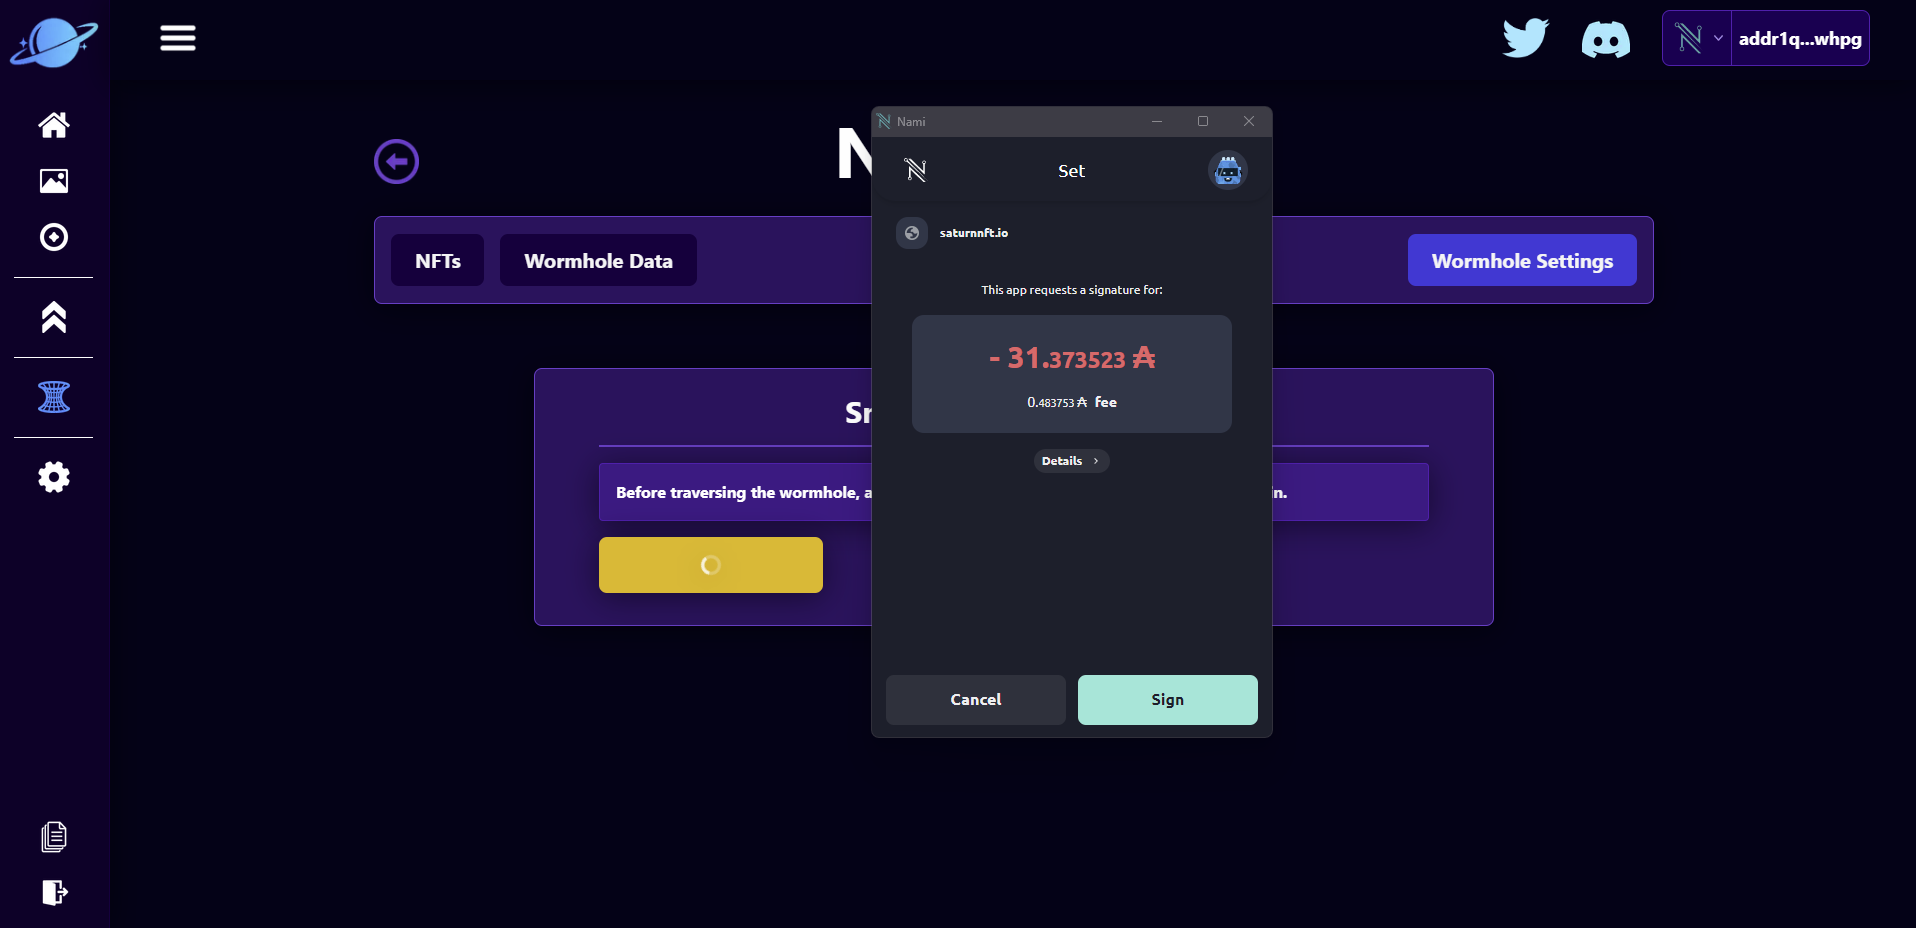 addr1q...whpg
Nami
Set
saturnnft.io
NFTs
Wormhole Data
Wormhole Settings
This app requests a signature for:
- 31.373523 ₳
0.483753 ₳ fee
Details
Before traversing the wormhole,
Cancel
Sign